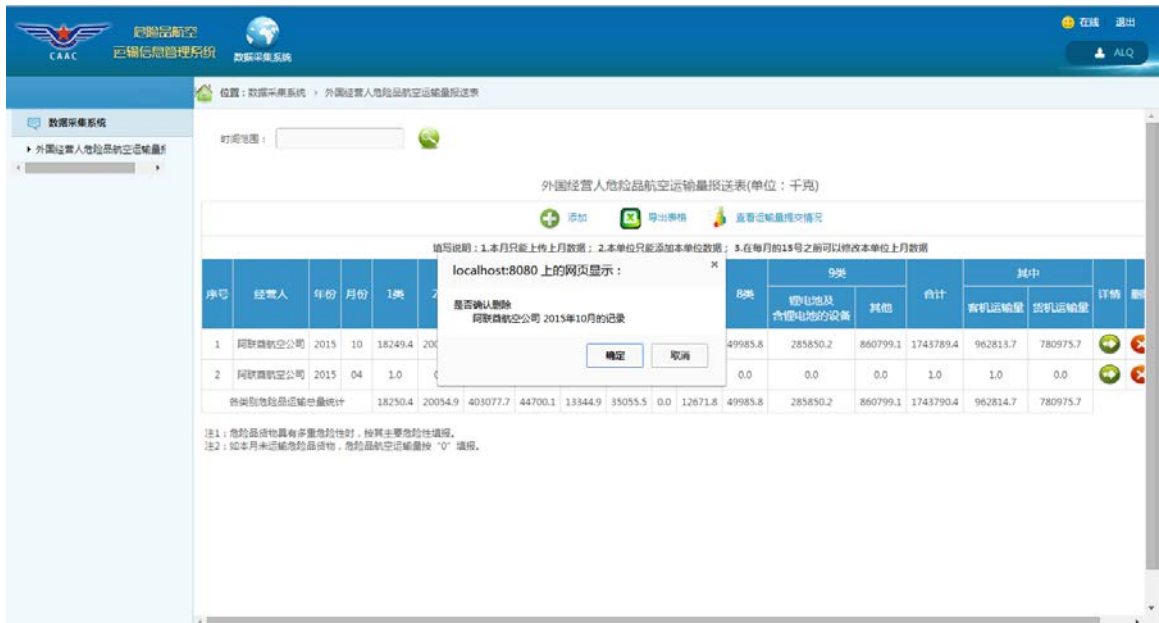 危险品航空
运输信息管理系统
CAAC
数据采集系统
在线 退出
ALQ
位置：数据采集系统 › 外国经营人危险品航空运输量报送表
数据采集系统
外国经营人危险品航空运输量
时间范围：
外国经营人危险品航空运输量报送表(单位：千克)
添加 导出表格 查看运输量提交情况
填写说明：1.本月只能上传上月数据； 2.本单位只能添加本单位数据； 3.在每月的15号之前可以修改本单位上月数据
序号 经营人 年份 月份 1类 2 8类 9类 锂电池及含锂电池的设备 其他 合计 其中 客机运输量 货机运输量 详情
localhost:8080 上的网页显示：
×
是否确认删除
阿联酋航空公司 2015年10月的记录
确定 取消
1 阿联酋航空公司 2015 10 18249.4 200 49985.8 285850.2 860799.1 1743789.4 962813.7 780975.7
2 阿联酋航空公司 2015 04 1.0 0.0 0.0 0.0 1.0 1.0 0.0
各类别危险品运输总量统计 18250.4 20054.9 403077.7 44700.1 13344.9 35055.5 0.0 12671.8 49985.8 285850.2 860799.1 1743790.4 962814.7 780975.7
注1：危险品货物具有多重危险性时，按其主要危险性填报。
注2：如本月未运输危险品货物，危险品航空运输量按“0”填报。